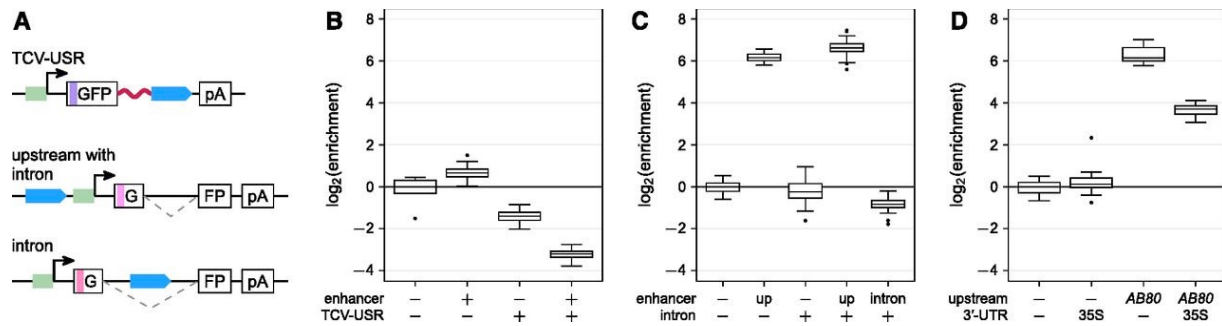 A
TCV-USR
GFP
pA
upstream with
intron
G
FP
pA
intron
G
FP
pA
B
log₂(enrichment)
8
6
4
2
0
−2
−4
enhancer − + − +
TCV-USR − − + +
C
log₂(enrichment)
8
6
4
2
0
−2
−4
enhancer − up − up intron
intron − − + + +
D
log₂(enrichment)
8
6
4
2
0
−2
−4
upstream − − AB80 AB80
3′-UTR − 35S − 35S